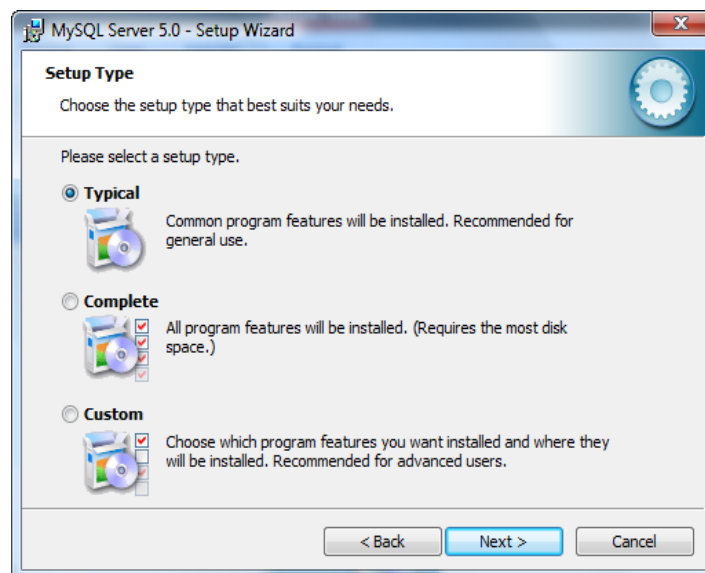 MySQL Server 5.0 - Setup Wizard
Setup Type
Choose the setup type that best suits your needs.
Please select a setup type.
Typical
Common program features will be installed. Recommended for
general use.
Complete
All program features will be installed. (Requires the most disk
space.)
Custom
Choose which program features you want installed and where they
will be installed. Recommended for advanced users.
< Back
Next >
Cancel